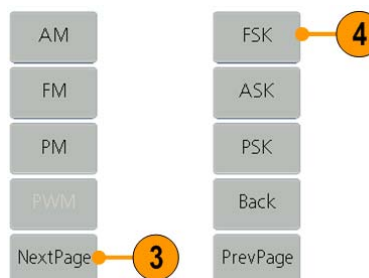 AM
FM
PM
PWM
NextPage
3
FSK
4
ASK
PSK
Back
PrevPage